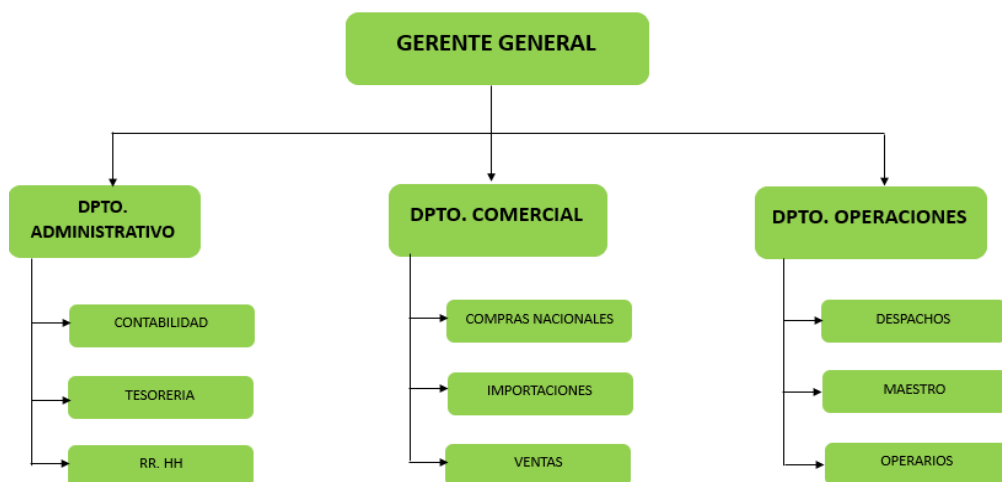 GERENTE GENERAL
DPTO.
ADMINISTRATIVO
DPTO. COMERCIAL
DPTO. OPERACIONES
CONTABILIDAD
TESORERIA
RR. HH
COMPRAS NACIONALES
IMPORTACIONES
VENTAS
DESPACHOS
MAESTRO
OPERARIOS